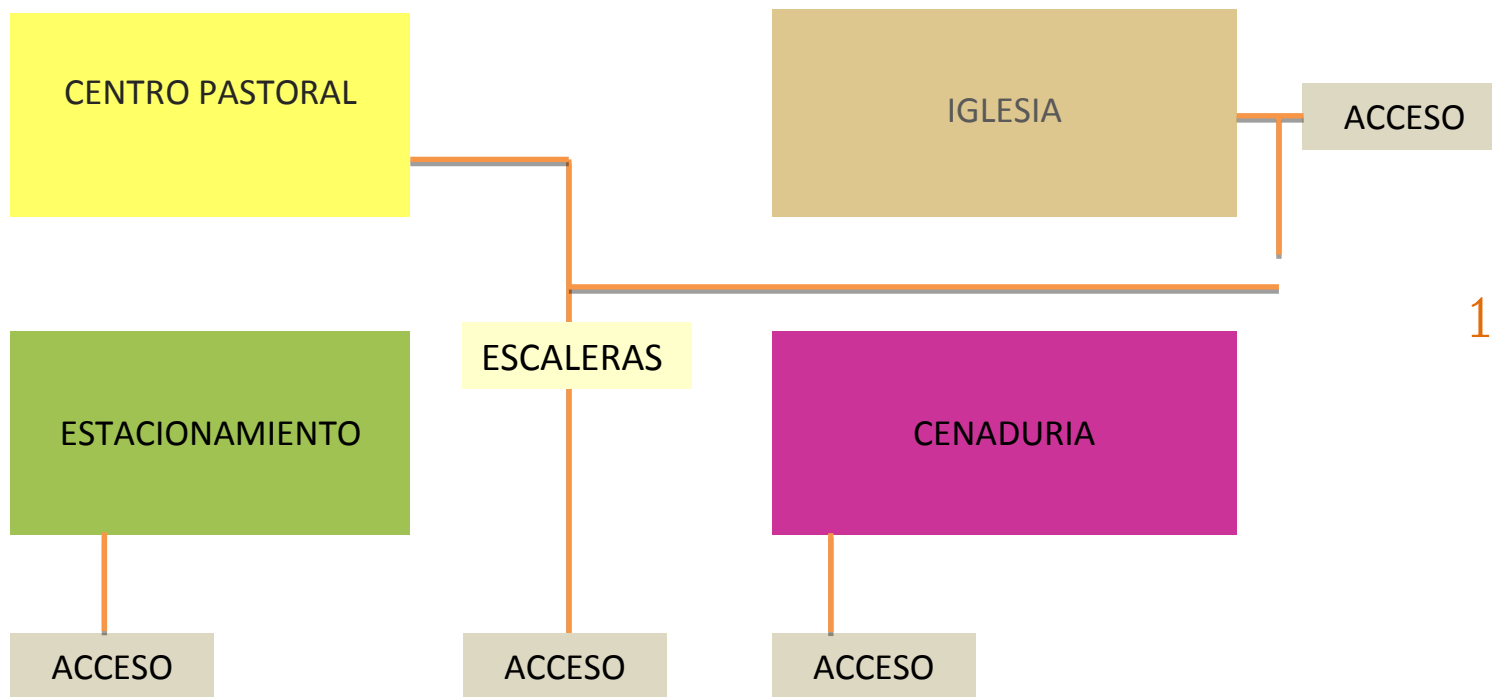 CENTRO PASTORAL
IGLESIA
ACCESO
1
ESCALERAS
ESTACIONAMIENTO
CENADURIA
ACCESO
ACCESO
ACCESO